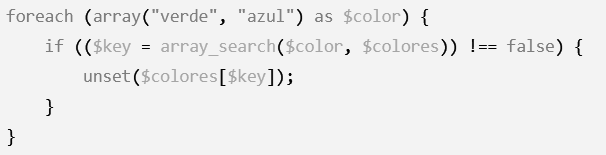 foreach (array("verde", "azul") as $color) {
    if (($key = array_search($color, $colores)) !== false) {
        unset($colores[$key]);
    }
}